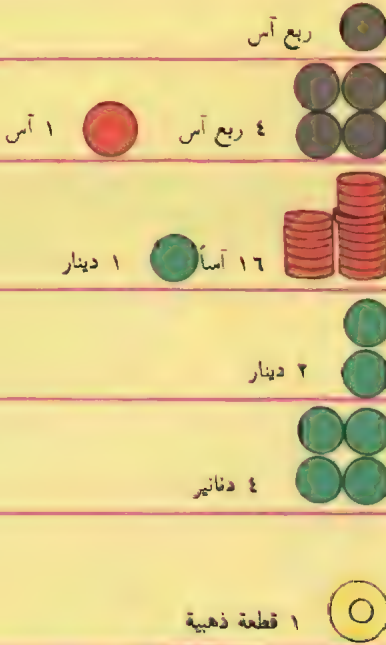 ربع آس
٤ ربع آس ١ آس
١٦ آساً ١ دينار
٢ دينار
٤ دنانير
١ قطعة ذهبية